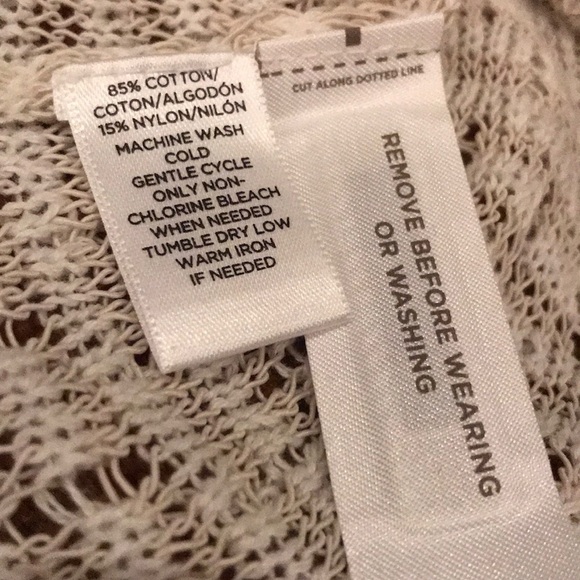 85% COTTON/
COTON/ALGODÓN
15% NYLON/NILÓN
MACHINE WASH
COLD
GENTLE CYCLE
ONLY NON-
CHLORINE BLEACH
WHEN NEEDED
TUMBLE DRY LOW
WARM IRON
IF NEEDED
CUT ALONG DOTTED LINE
REMOVE BEFORE WEARING
OR WASHING